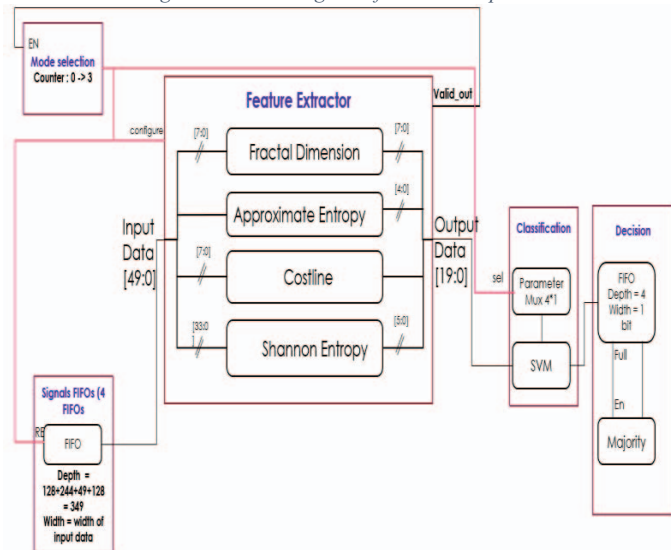 EN
Mode selection
Counter : 0 -> 3
Feature Extractor
Valid_out
configure
[7:0]
[7:0]
Fractal Dimension
[4:0]
Approximate Entropy
Input
Data
[49:0]
Output
Data
[19:0]
[7:0]
Costline
[33:0
]
[5:0]
Shannon Entropy
Classification
sel
Parameter
Mux 4*1
SVM
Decision
FIFO
Depth = 4
Width = 1
bit
Full
En
Majority
Signals FIFOs (4
FIFOs
RE
FIFO
Depth =
128+244+49+128
= 349
Width = width of
input data